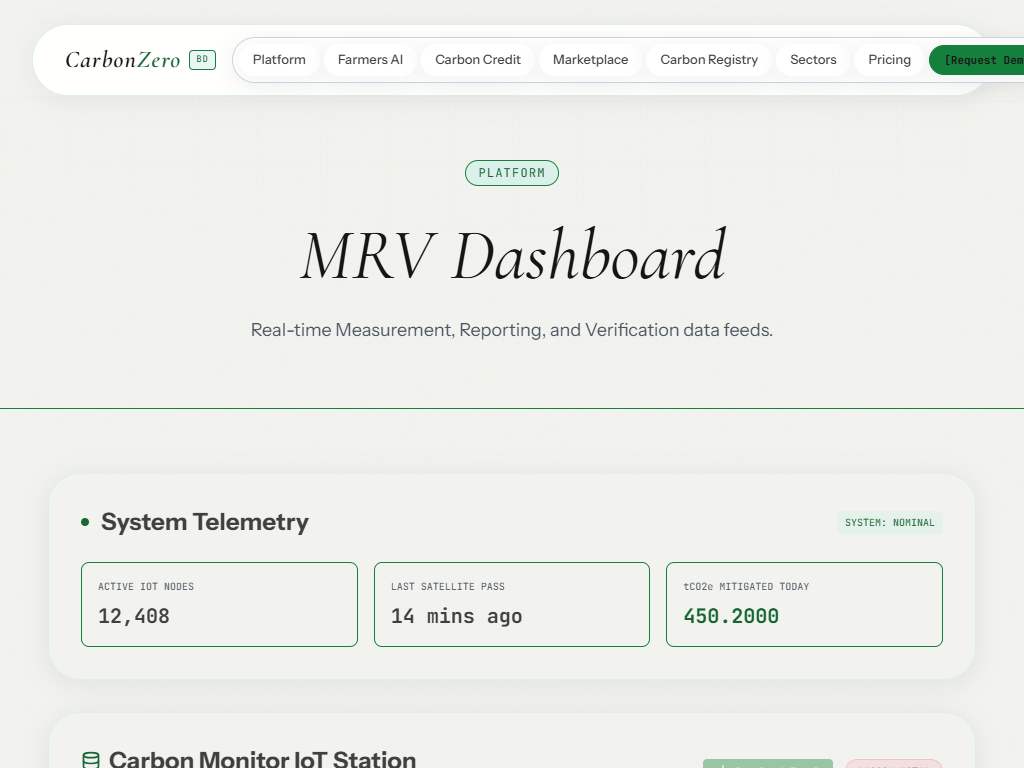 CarbonZero BD Platform Farmers AI Carbon Credit Marketplace Carbon Registry Sectors Pricing [Request Dem
PLATFORM
MRV Dashboard
Real-time Measurement, Reporting, and Verification data feeds.
System Telemetry SYSTEM: NOMINAL
ACTIVE IOT NODES LAST SATELLITE PASS tCO2e MITIGATED TODAY
12,408 14 mins ago 450.2000
Carbon Monitor IoT Station